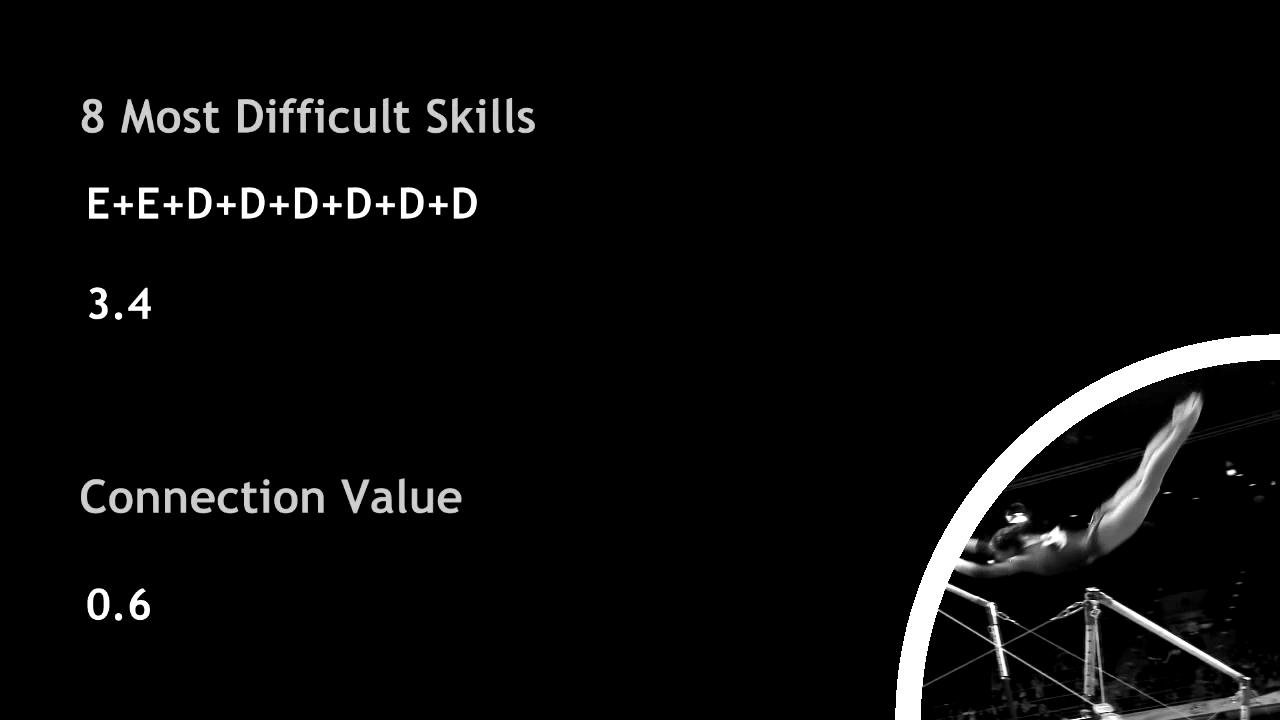 8 Most Difficult Skills
E+E+D+D+D+D+D+D
3.4
Connection Value
0.6